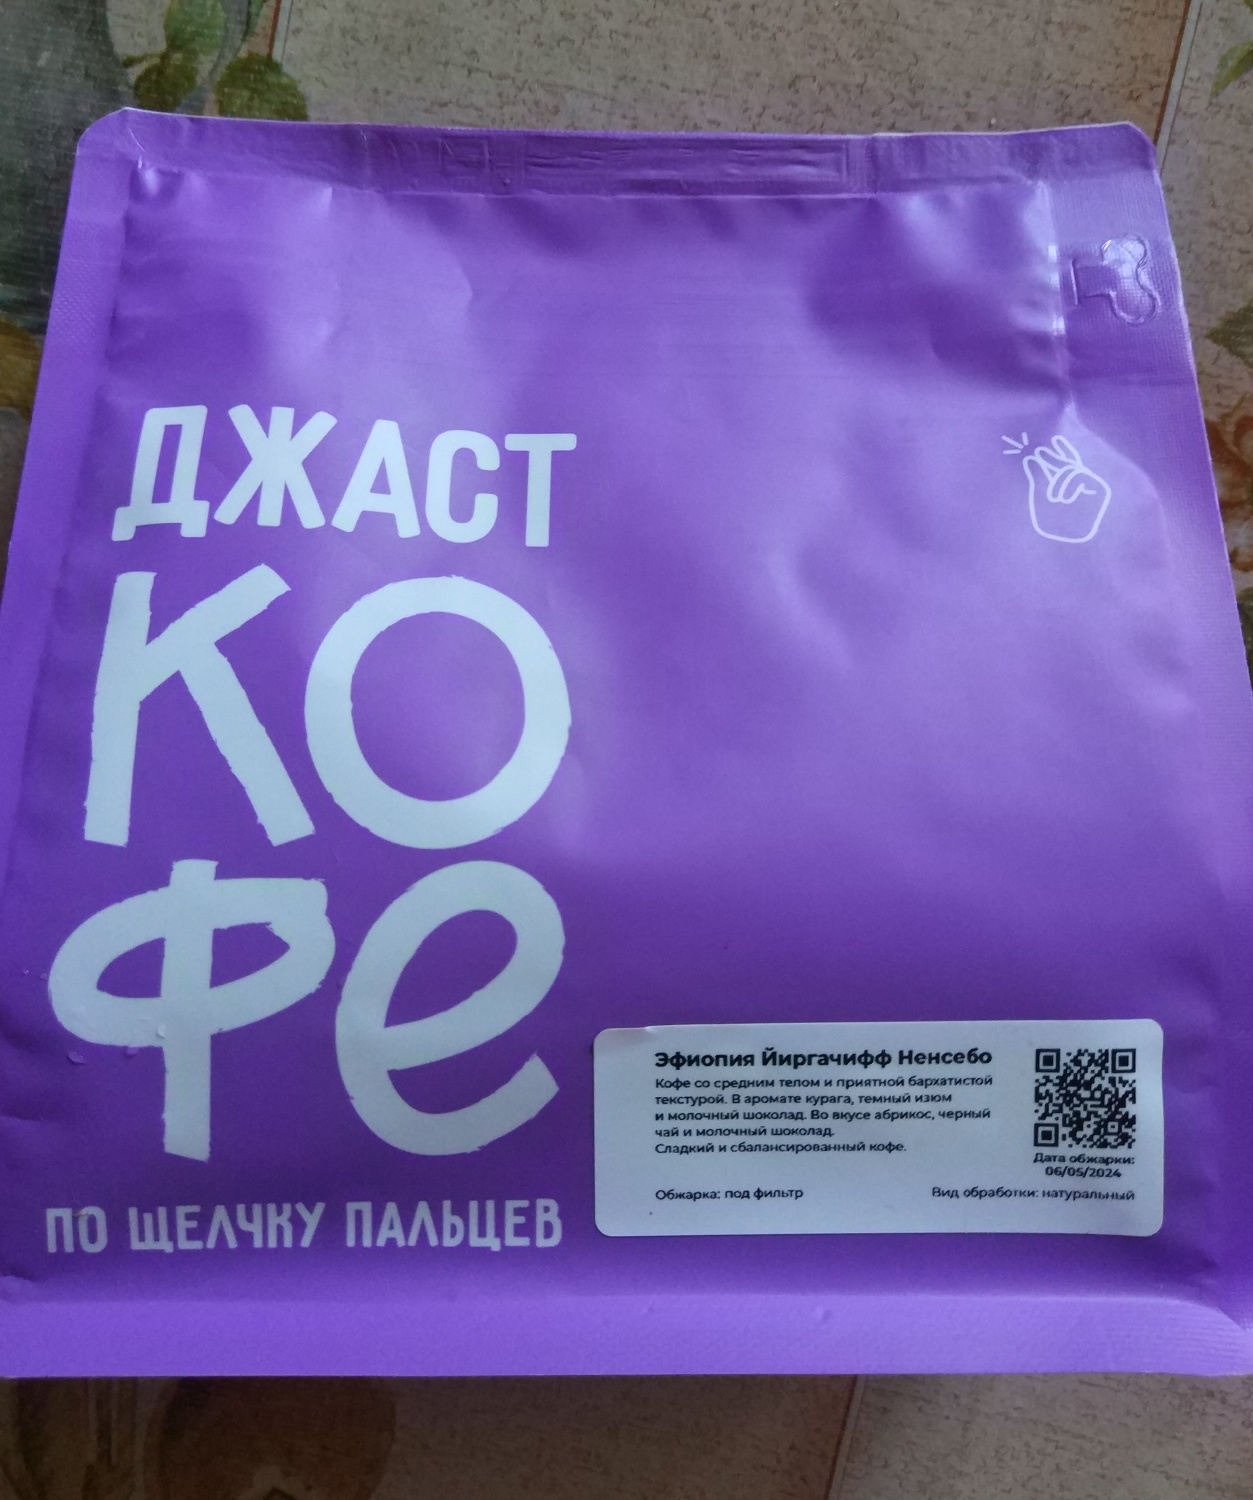 ДЖАСТ
КО
ФЕ
ПО ЩЕЛЧКУ ПАЛЬЦЕВ
Эфиопия Йиргачифф Ненсебо
Кофе со средним телом и приятной бархатистой
текстурой. В аромате курага, темный изюм
и молочный шоколад. Во вкусе абрикос, черный
чай и молочный шоколад.
Сладкий и сбалансированный кофе.
Дата обжарки:
06/05/2024
Обжарка: под фильтр
Вид обработки: натуральный